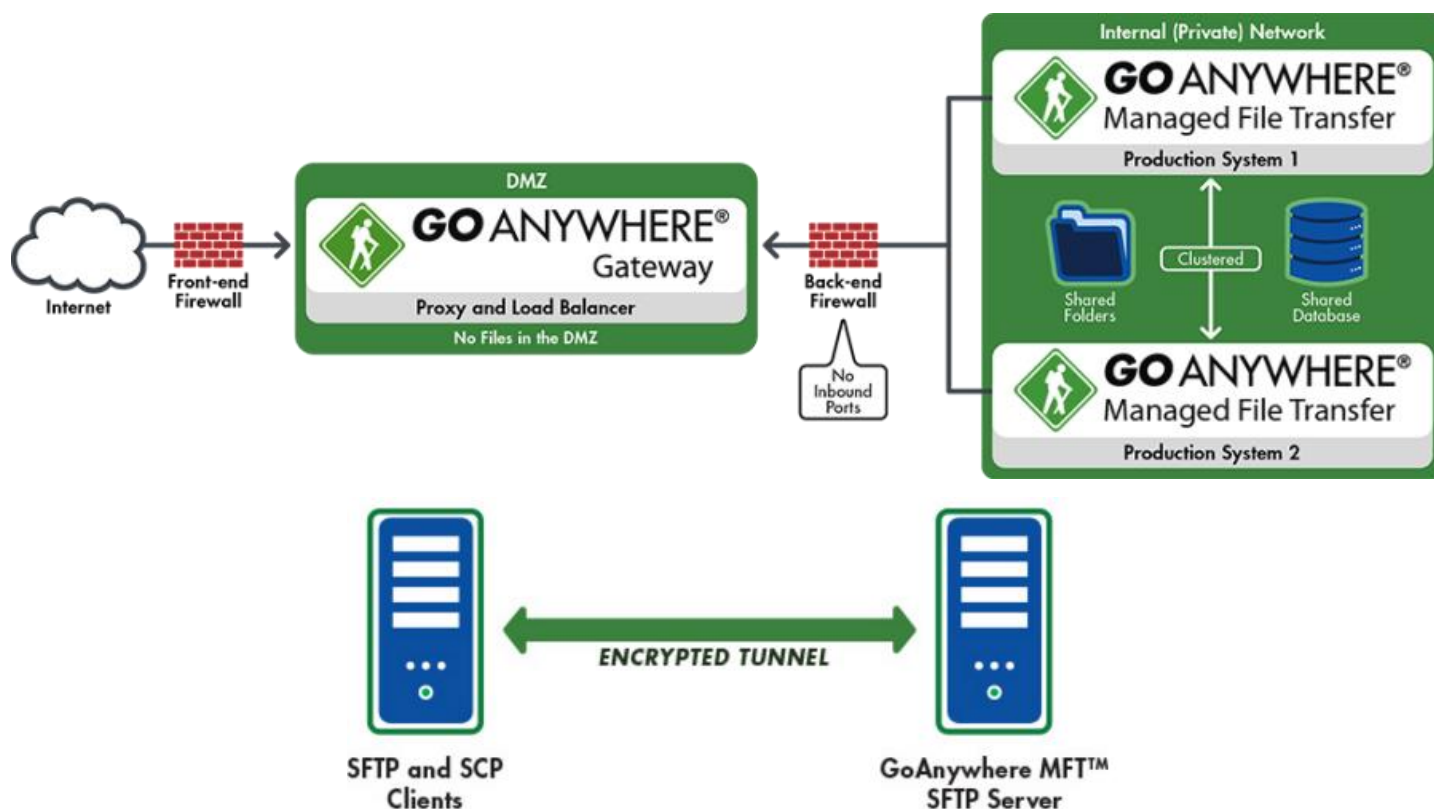 Internet
Front-end
Firewall
DMZ
GO ANYWHERE®
Gateway
Proxy and Load Balancer
No Files in the DMZ
Back-end
Firewall
No
Inbound
Ports
Internal (Private) Network
GO ANYWHERE®
Managed File Transfer
Production System 1
Shared
Folders
Clustered
Shared
Database
GO ANYWHERE®
Managed File Transfer
Production System 2
ENCRYPTED TUNNEL
SFTP and SCP
Clients
GoAnywhere MFT™
SFTP Server